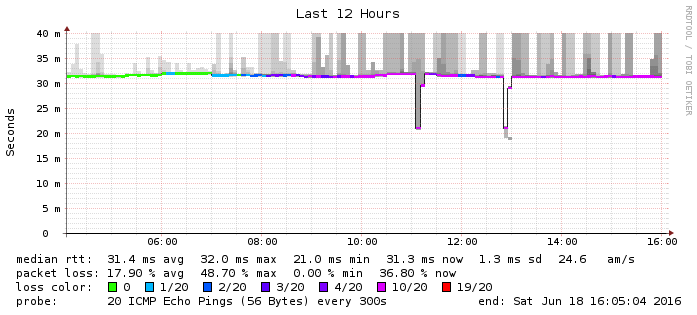 Last 12 Hours
RRDTOOL / TOBI OETIKER
Seconds
40 m
35 m
30 m
25 m
20 m
15 m
10 m
5 m
0
06:00 08:00 10:00 12:00 14:00 16:00
median rtt: 31.4 ms avg 32.0 ms max 21.0 ms min 31.3 ms now 1.3 ms sd 24.6 am/s
packet loss: 17.90 % avg 48.70 % max 0.00 % min 36.80 % now
loss color: 0 1/20 2/20 3/20 4/20 10/20 19/20
probe: 20 ICMP Echo Pings (56 Bytes) every 300s end: Sat Jun 18 16:05:04 2016